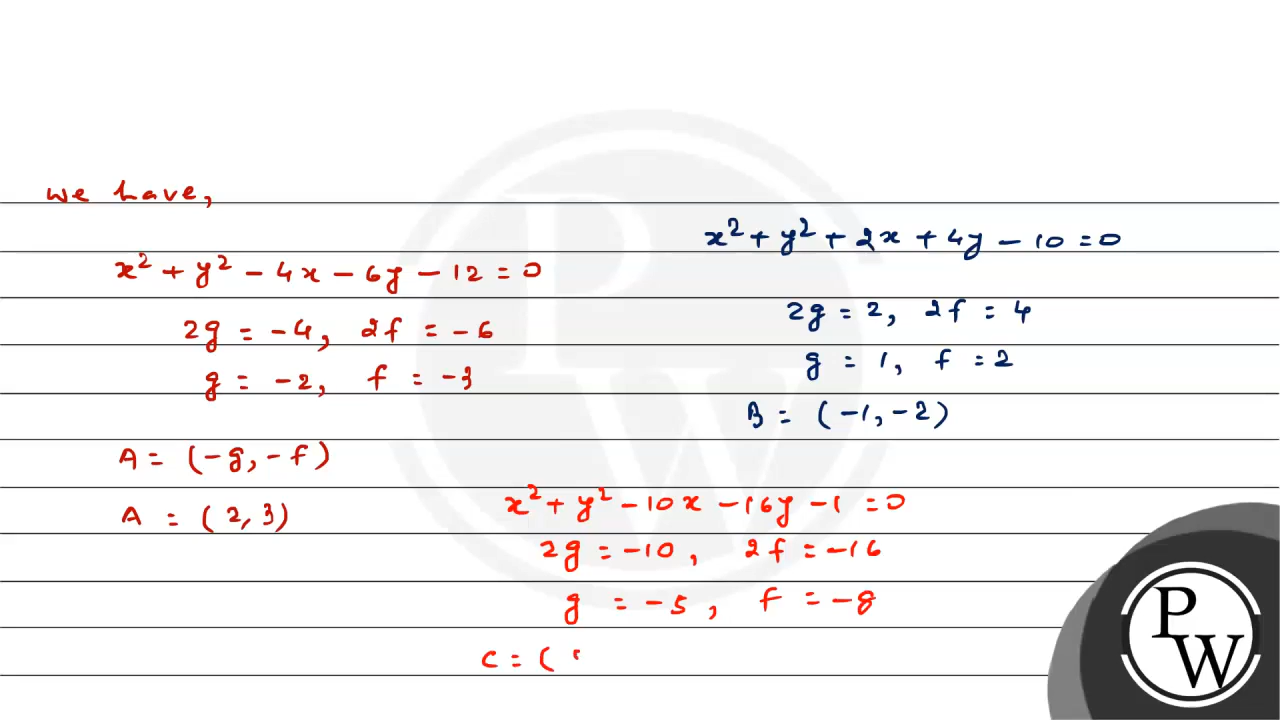 we have,
x² + y² - 4x - 6y - 12 = 0
2g = -4, 2f = -6
g = -2, f = -3
A = (-g, -f)
A = (2, 3)
x² + y² + 2x + 4y - 10 = 0
2g = 2, 2f = 4
g = 1, f = 2
B = (-1, -2)
x² + y² - 10x - 16y - 1 = 0
2g = -10, 2f = -16
g = -5, f = -8
C = (
P
W
PW